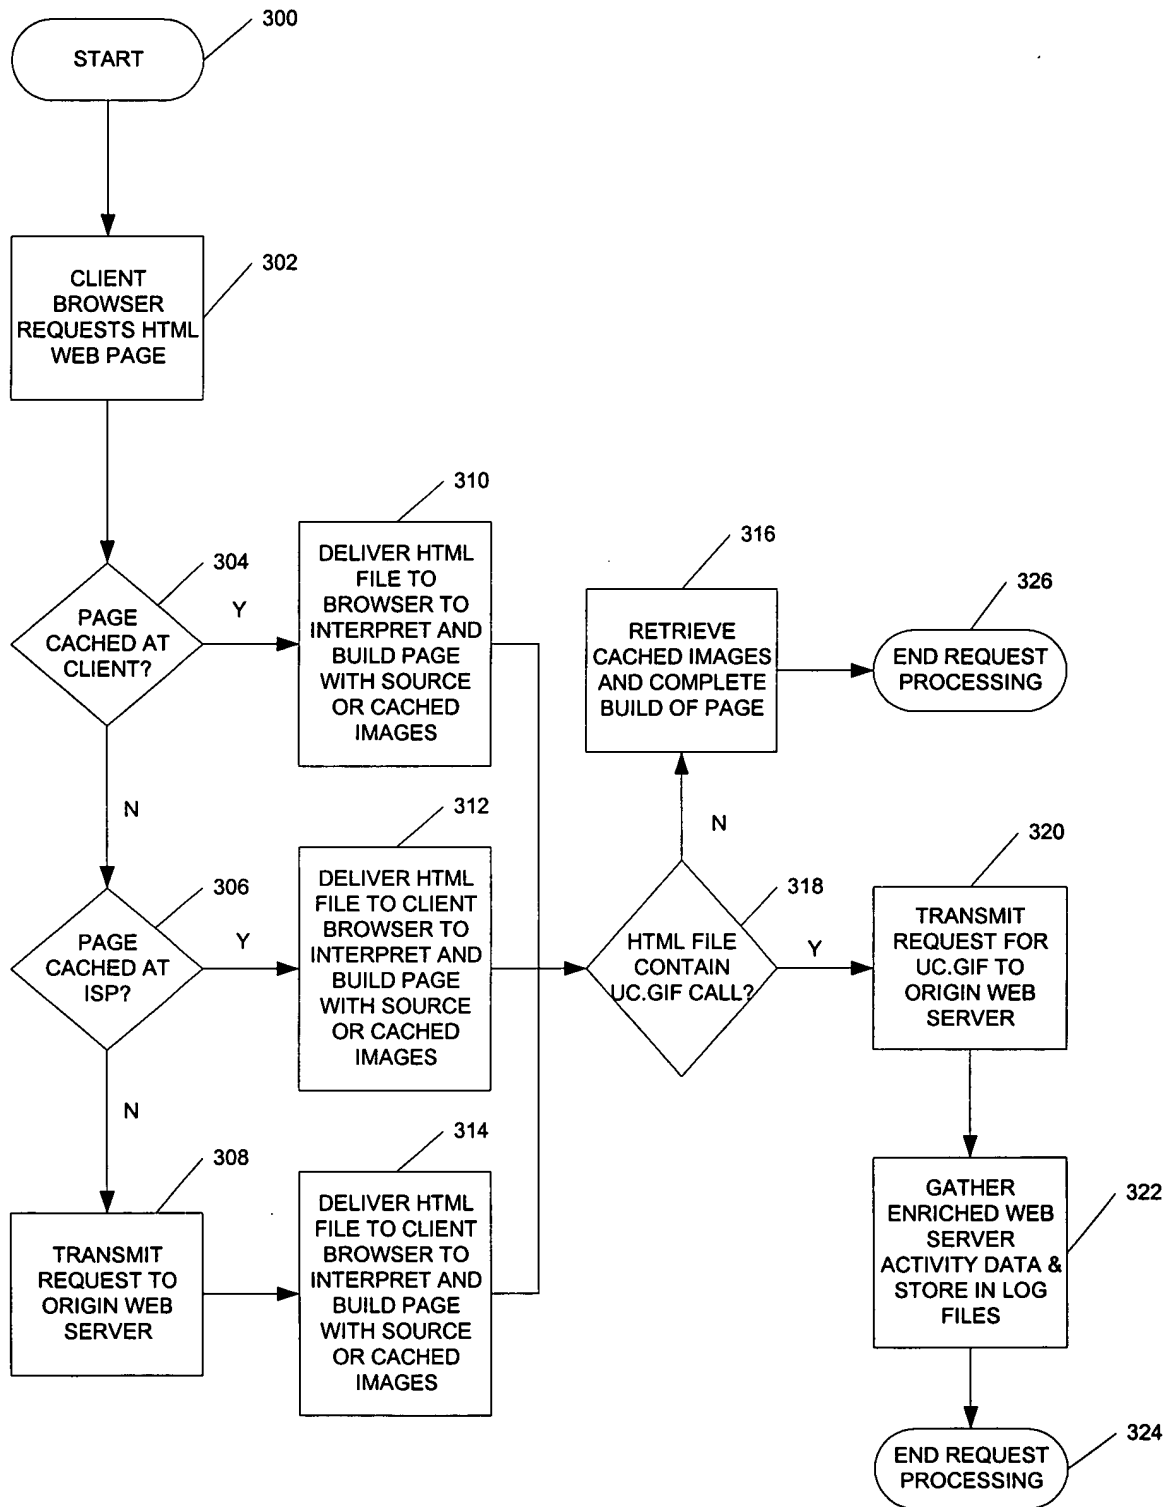 START
300
CLIENT
BROWSER
REQUESTS HTML
WEB PAGE
302
PAGE
CACHED AT
CLIENT?
304
Y
N
310
DELIVER HTML
FILE TO
BROWSER TO
INTERPRET AND
BUILD PAGE
WITH SOURCE
OR CACHED
IMAGES
PAGE
CACHED AT
ISP?
306
Y
N
312
DELIVER HTML
FILE TO CLIENT
BROWSER TO
INTERPRET AND
BUILD PAGE
WITH SOURCE
OR CACHED
IMAGES
308
TRANSMIT
REQUEST TO
ORIGIN WEB
SERVER
314
DELIVER HTML
FILE TO CLIENT
BROWSER TO
INTERPRET AND
BUILD PAGE
WITH SOURCE
OR CACHED
IMAGES
316
RETRIEVE
CACHED IMAGES
AND COMPLETE
BUILD OF PAGE
326
END REQUEST
PROCESSING
N
318
HTML FILE
CONTAIN
UC.GIF CALL?
Y
320
TRANSMIT
REQUEST FOR
UC.GIF TO
ORIGIN WEB
SERVER
GATHER
ENRICHED WEB
SERVER
ACTIVITY DATA &
STORE IN LOG
FILES
322
END REQUEST
PROCESSING
324